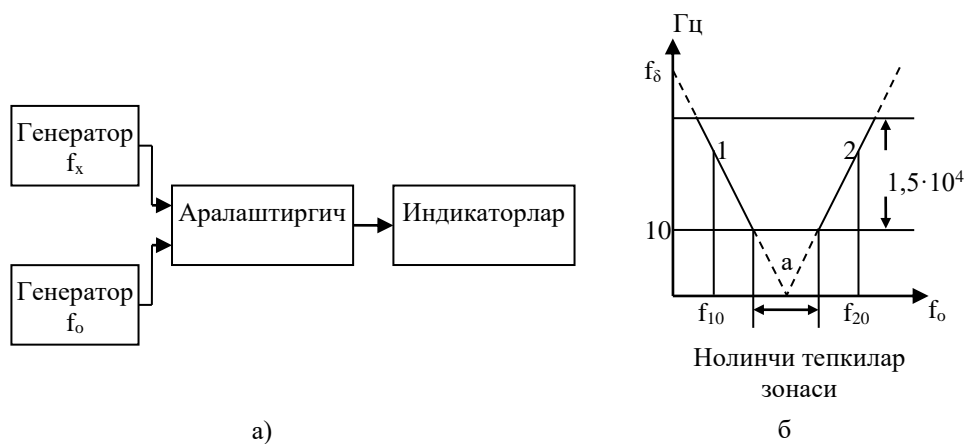 Генератор
fₓ
Генератор
fₒ
Аралаштиргич
Индикаторлар
а)
Гц
f_δ
1
2
1,5·10⁴
10
а
f₁₀
f₂₀
fₒ
Нолинчи тепкилар
зонаси
б